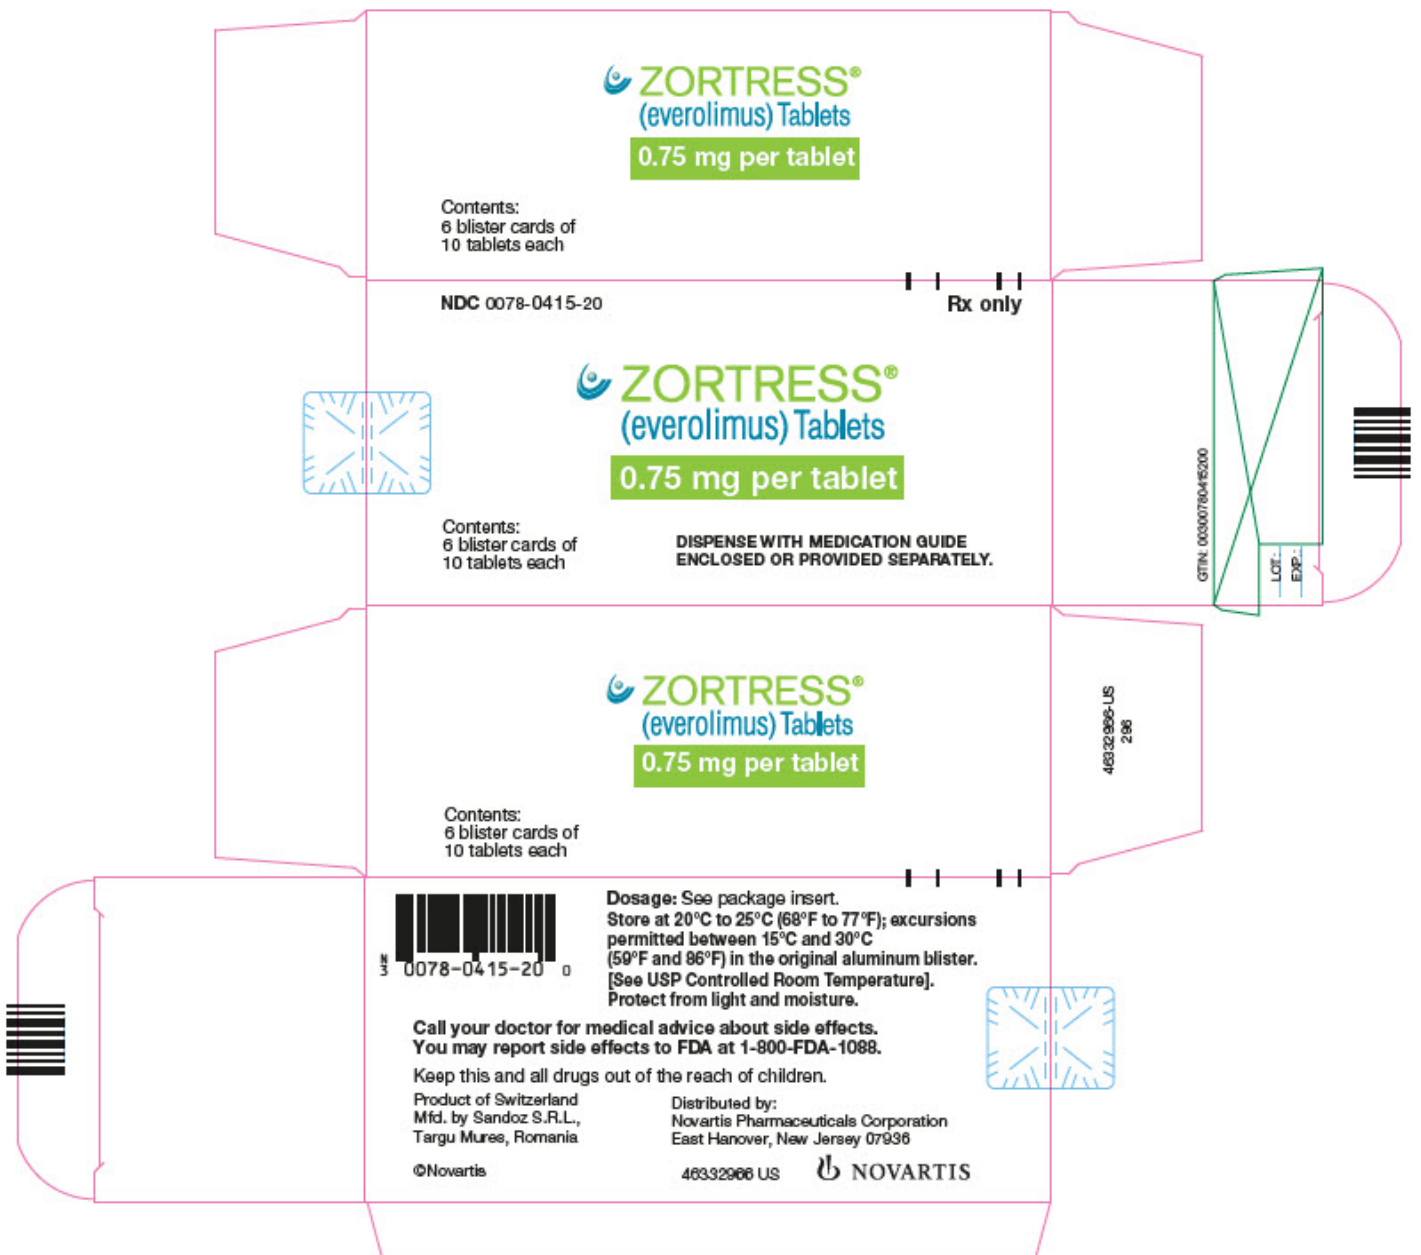 ZORTRESS®
(everolimus) Tablets
0.75 mg per tablet
Contents:
6 blister cards of
10 tablets each
NDC 0078-0415-20
Rx only
ZORTRESS®
(everolimus) Tablets
0.75 mg per tablet
Contents:
6 blister cards of
10 tablets each
DISPENSE WITH MEDICATION GUIDE
ENCLOSED OR PROVIDED SEPARATELY.
GTIN: 00300780415200
LOT.:
EXP.:
ZORTRESS®
(everolimus) Tablets
0.75 mg per tablet
Contents:
6 blister cards of
10 tablets each
46332966-US
296
N
3
0078-0415-20 0
Dosage: See package insert.
Store at 20°C to 25°C (68°F to 77°F); excursions
permitted between 15°C and 30°C
(59°F and 86°F) in the original aluminum blister.
[See USP Controlled Room Temperature].
Protect from light and moisture.
Call your doctor for medical advice about side effects.
You may report side effects to FDA at 1-800-FDA-1088.
Keep this and all drugs out of the reach of children.
Product of Switzerland
Mfd. by Sandoz S.R.L.,
Targu Mures, Romania
Distributed by:
Novartis Pharmaceuticals Corporation
East Hanover, New Jersey 07936
©Novartis
46332966 US
NOVARTIS